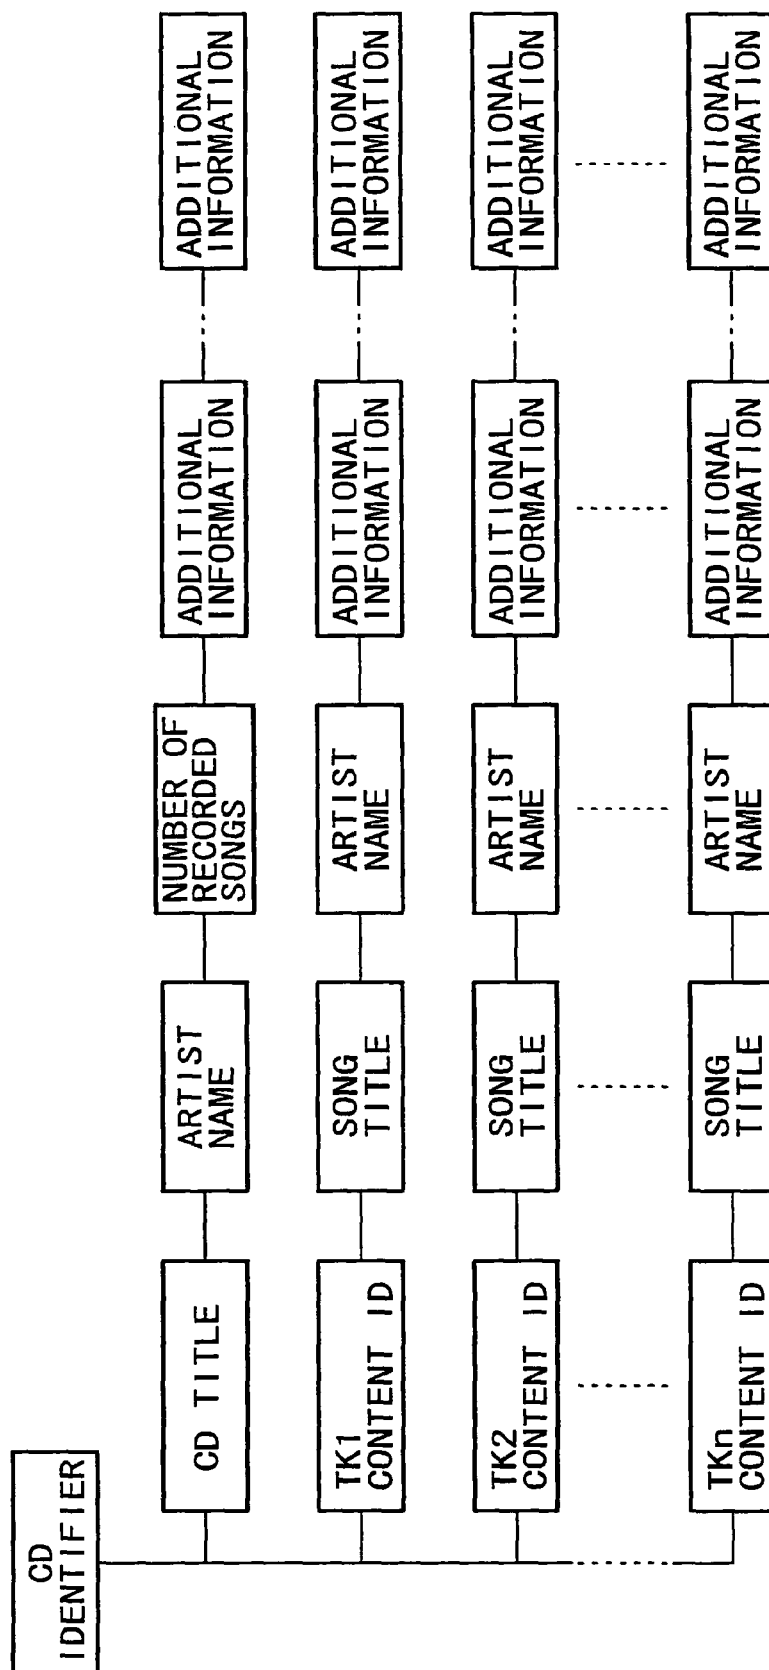 CD
IDENTIFIER
CD TITLE
ARTIST
NAME
NUMBER OF
RECORDED
SONGS
ADDITIONAL
INFORMATION
ADDITIONAL
INFORMATION
TK1
CONTENT ID
SONG
TITLE
ARTIST
NAME
ADDITIONAL
INFORMATION
ADDITIONAL
INFORMATION
TK2
CONTENT ID
SONG
TITLE
ARTIST
NAME
ADDITIONAL
INFORMATION
ADDITIONAL
INFORMATION
TKn
CONTENT ID
SONG
TITLE
ARTIST
NAME
ADDITIONAL
INFORMATION
ADDITIONAL
INFORMATION